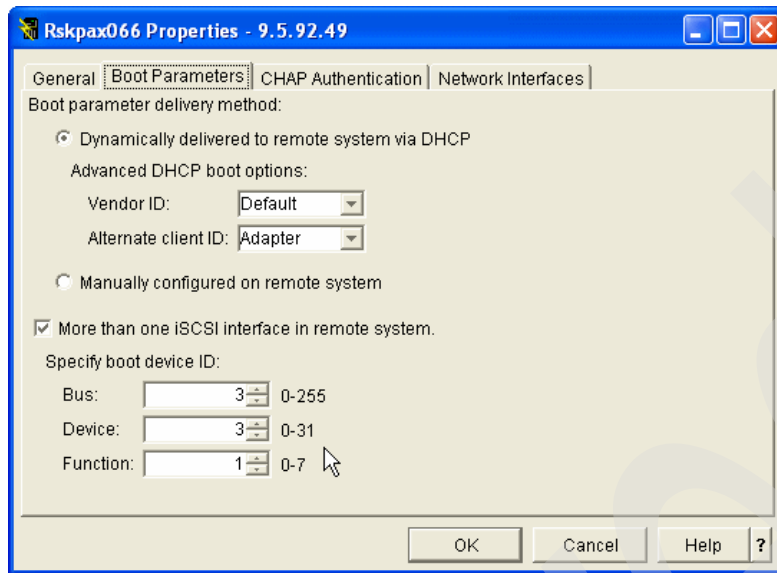 Rskpax066 Properties - 9.5.92.49
General Boot Parameters CHAP Authentication Network Interfaces
Boot parameter delivery method:
Dynamically delivered to remote system via DHCP
Advanced DHCP boot options:
Vendor ID: Default
Alternate client ID: Adapter
Manually configured on remote system
More than one iSCSI interface in remote system.
Specify boot device ID:
Bus: 3 0-255
Device: 3 0-31
Function: 1 0-7
OK Cancel Help ?